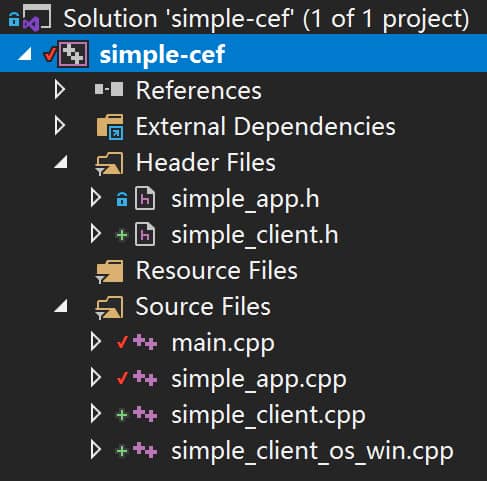 Solution 'simple-cef' (1 of 1 project)
simple-cef
References
External Dependencies
Header Files
simple_app.h
simple_client.h
Resource Files
Source Files
main.cpp
simple_app.cpp
simple_client.cpp
simple_client_os_win.cpp